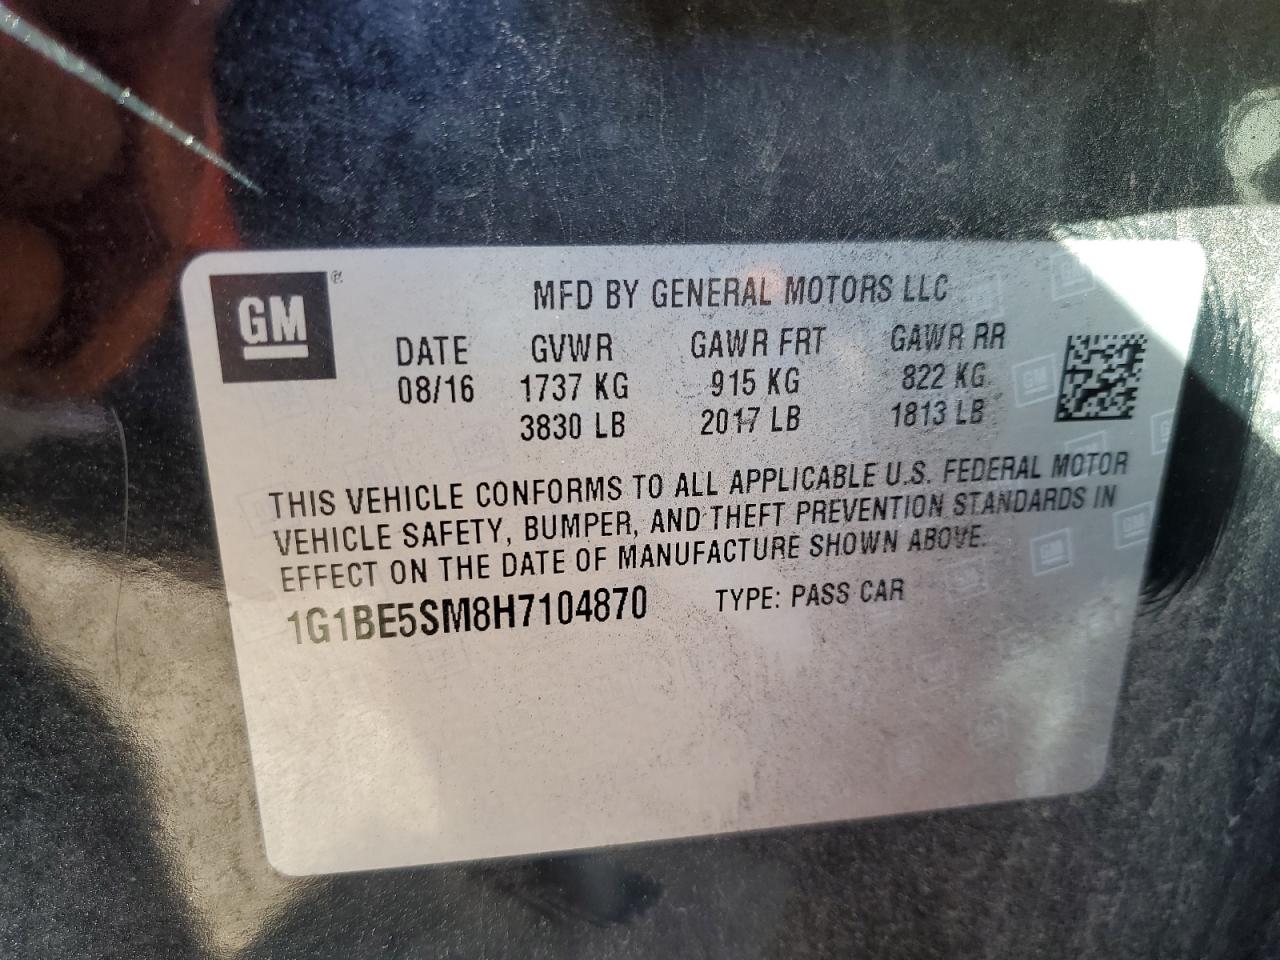 GM ®
MFD BY GENERAL MOTORS LLC
DATE GVWR GAWR FRT GAWR RR
08/16 1737 KG 915 KG 822 KG
3830 LB 2017 LB 1813 LB
THIS VEHICLE CONFORMS TO ALL APPLICABLE U.S. FEDERAL MOTOR
VEHICLE SAFETY, BUMPER, AND THEFT PREVENTION STANDARDS IN
EFFECT ON THE DATE OF MANUFACTURE SHOWN ABOVE.
1G1BE5SM8H7104870 TYPE: PASS CAR